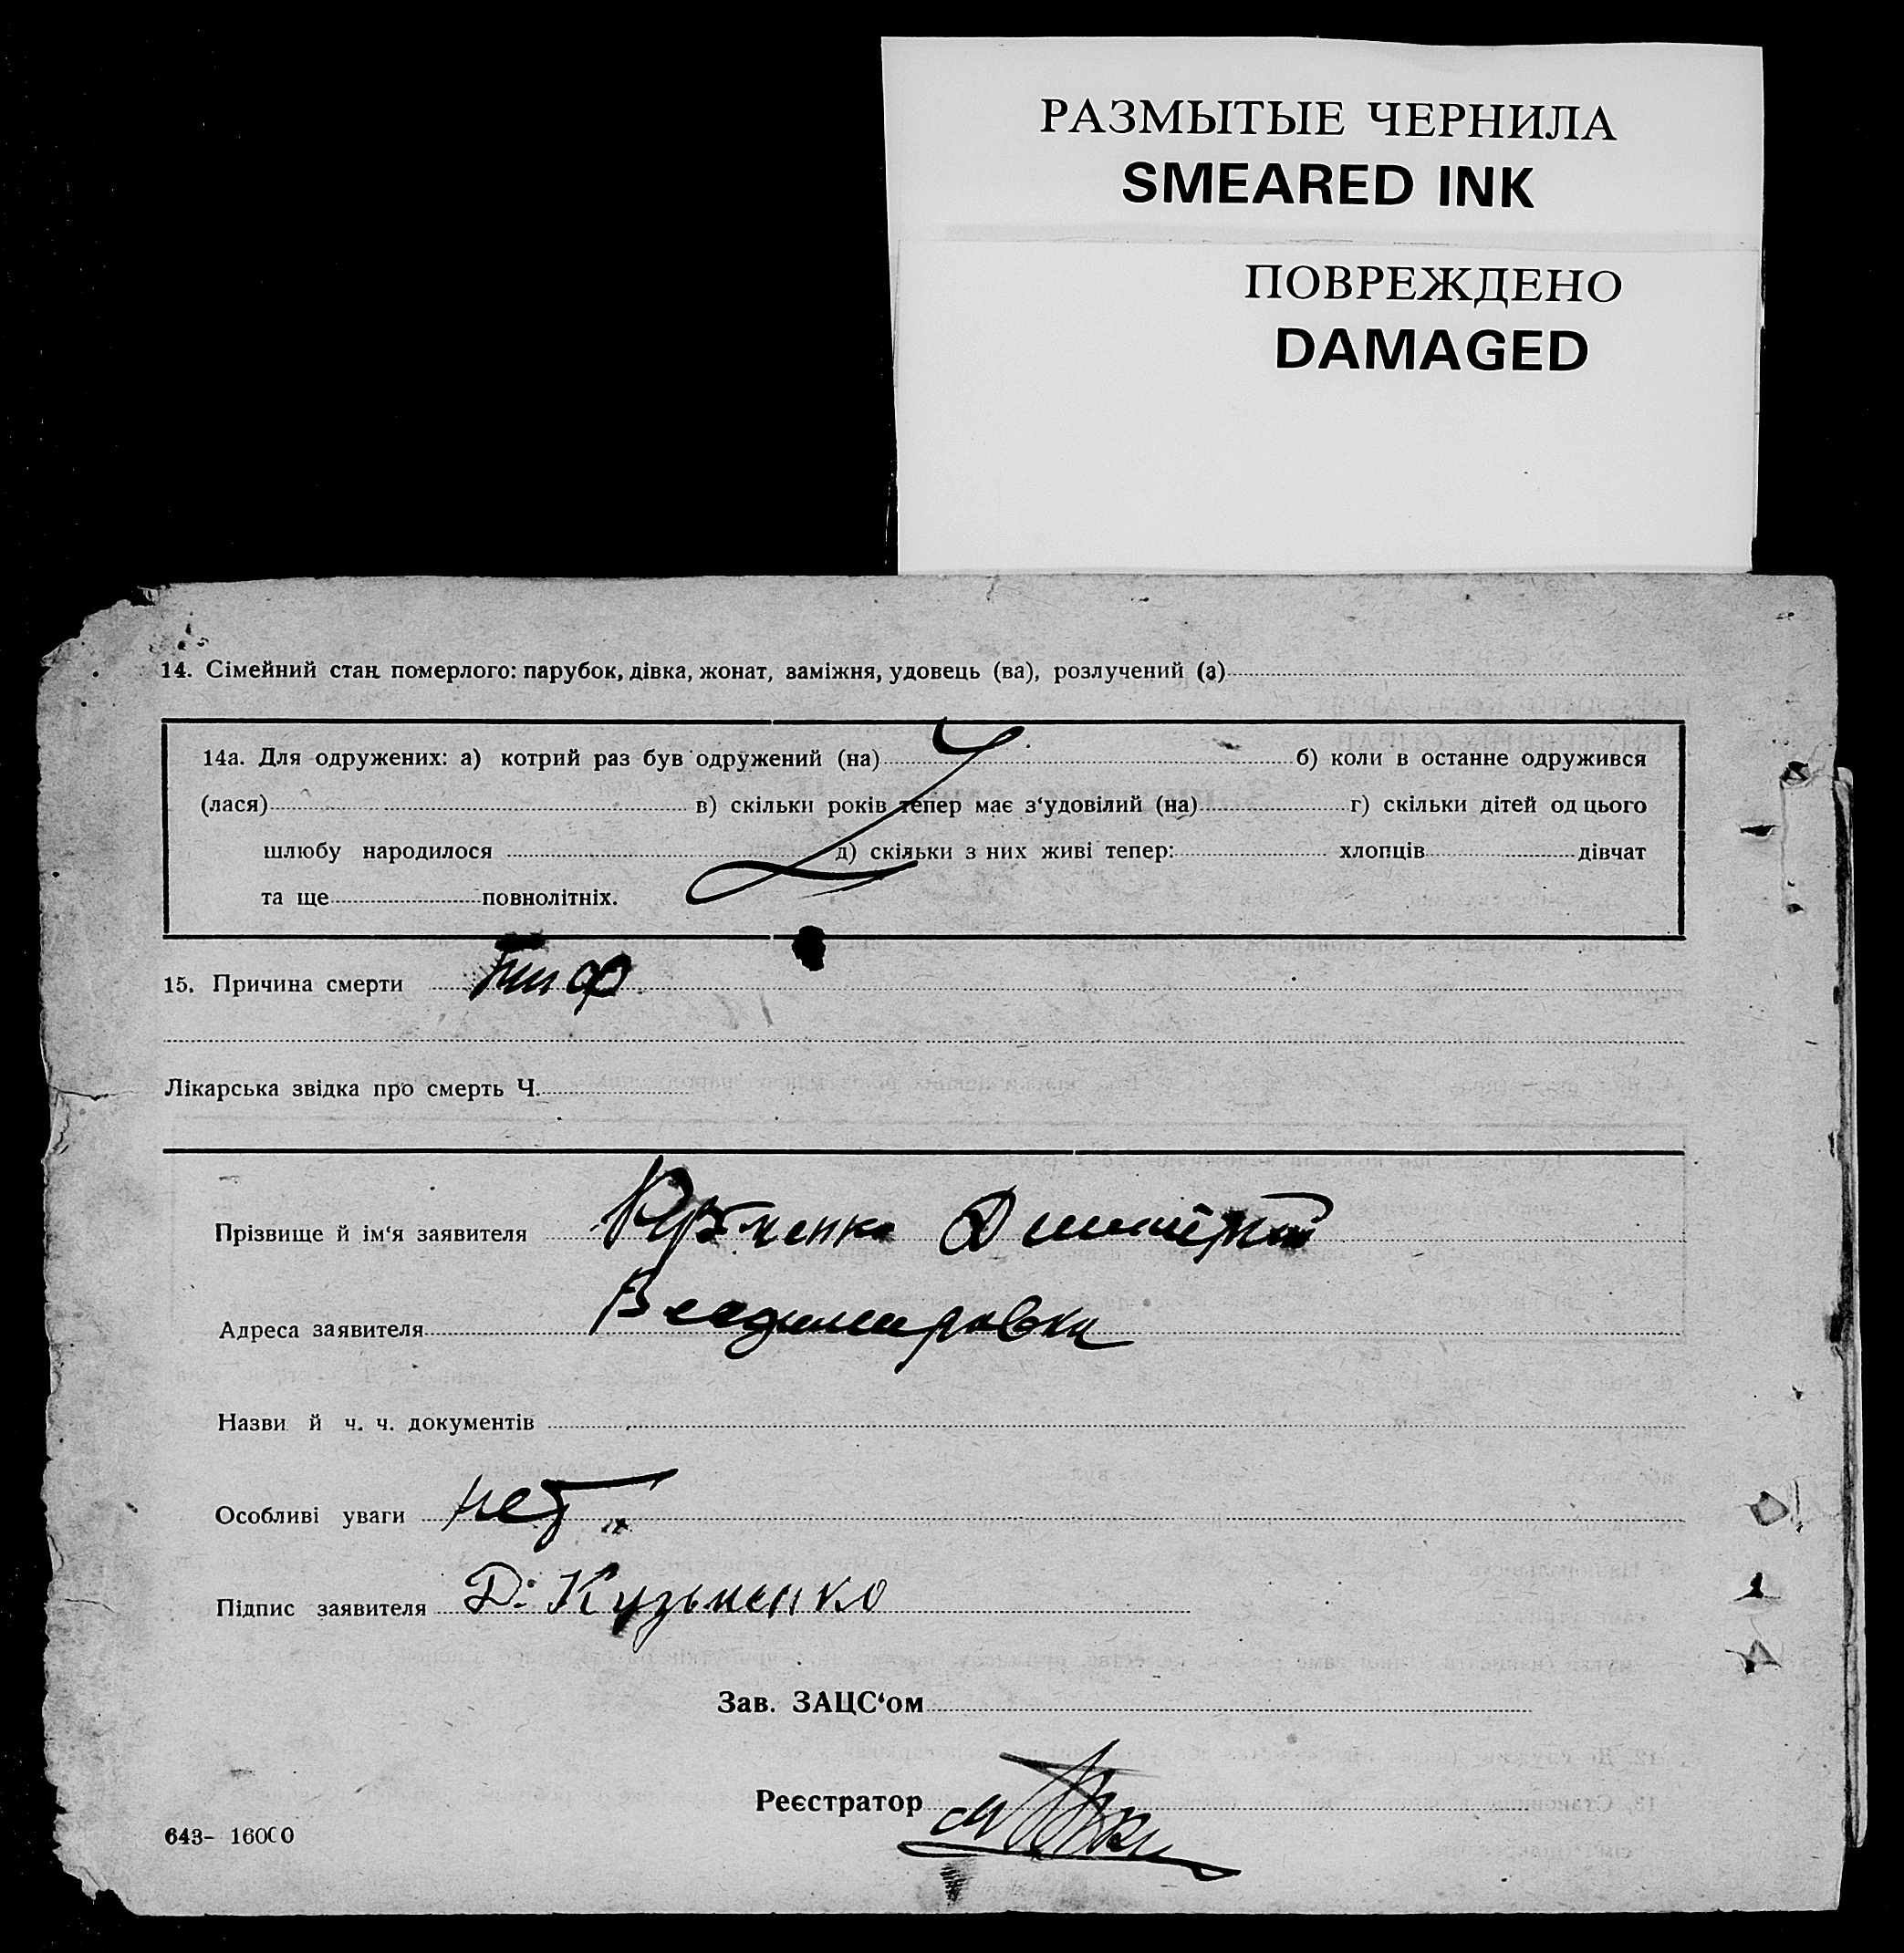 РАЗМЫТЫЕ ЧЕРНИЛА
SMEARED INK
ПОВРЕЖДЕНО
DAMAGED
14. Сімейний стан померлого: парубок, дівка, жонат, заміжня, удовець (ва), розлучений (а)
14а. Для одружених: а) котрий раз був одружений (на) б) коли в останне одружився
(лася) в) скільки років тепер має з‘удовілий (на) г) скільки дітей од цього
шлюбу народилося д) скільки з них живі тепер: хлопців дівчат
та ще повнолітніх.
15. Причина смерти тиф
Лікарська звідка про смерть Ч.
Прізвище й ім‘я заявителя Дмитрий
Адреса заявителя Владимировка
Назви й ч. ч. документів
Особливі уваги нет
Підпис заявителя Д. Кузьменко
Зав. ЗАЦС‘ом
Реєстратор
643- 16000